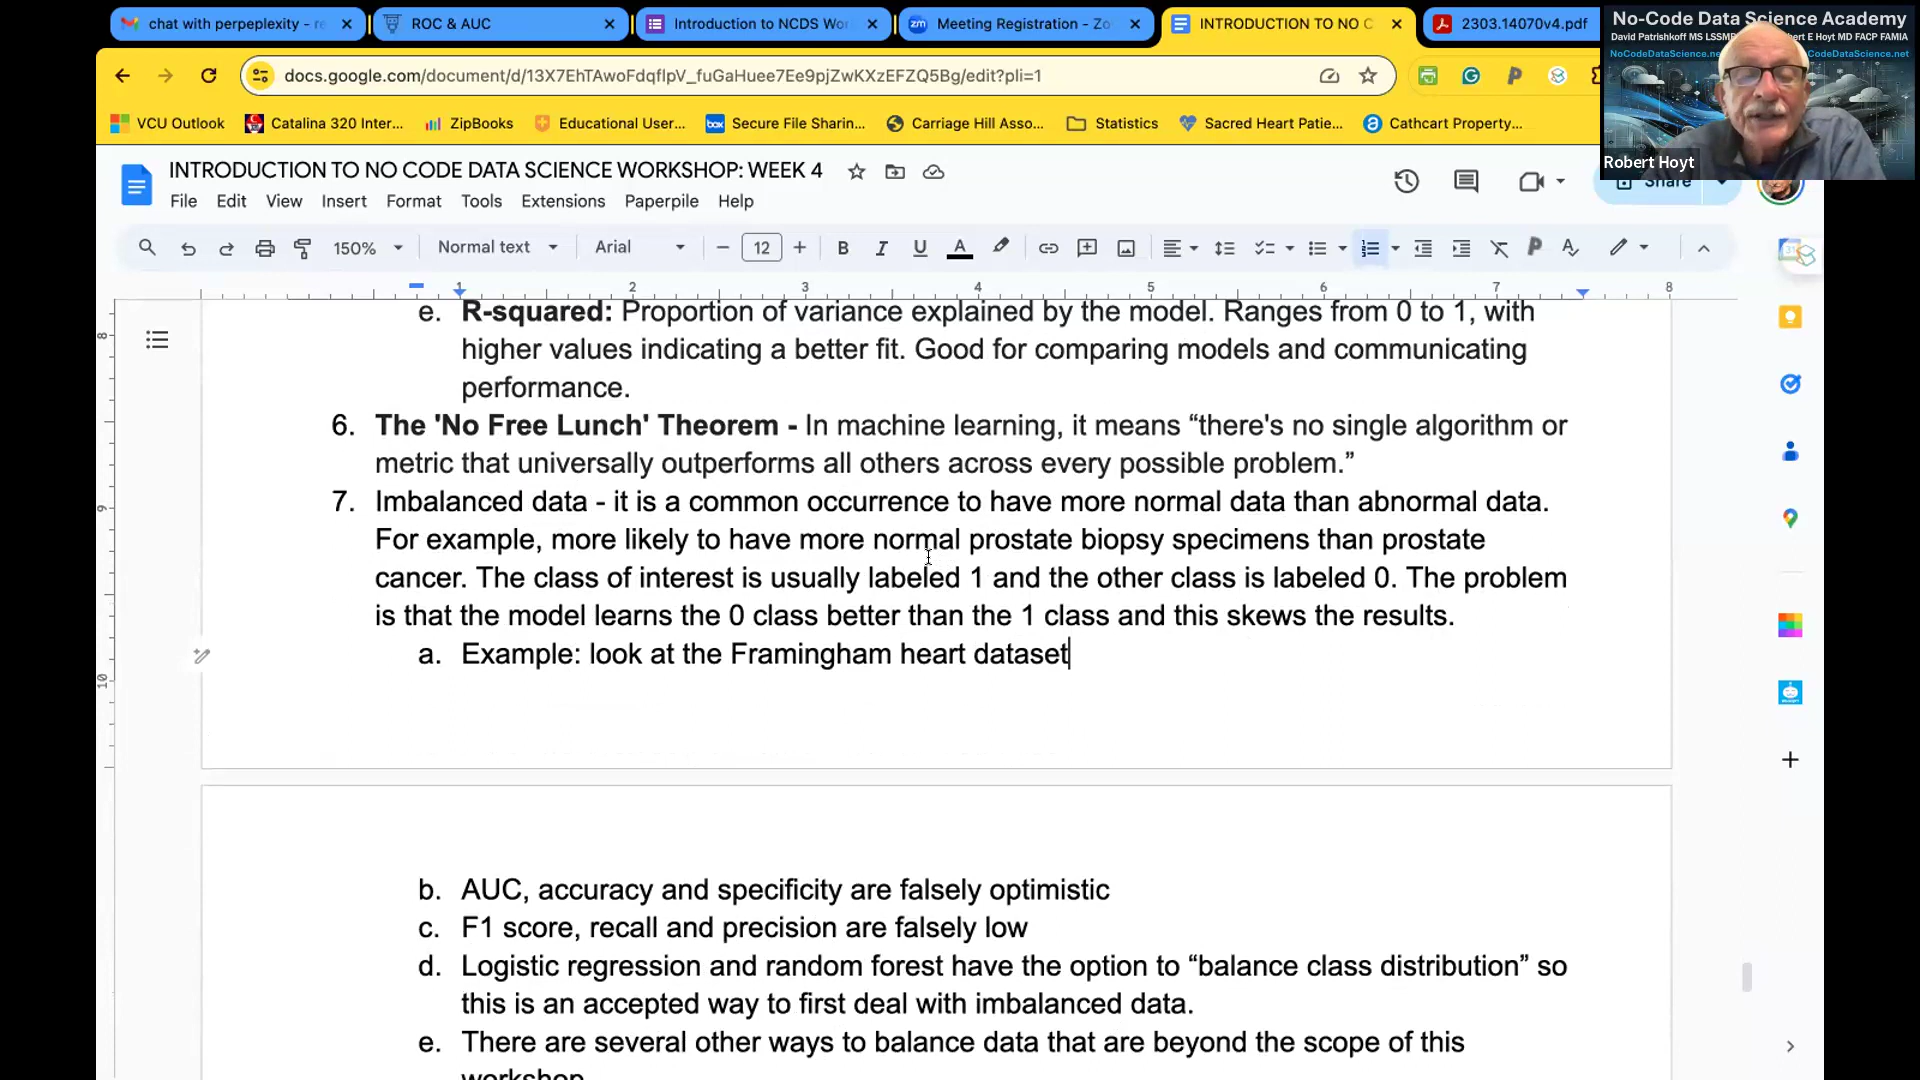 chat with perpeplexity - re
ROC & AUC
Introduction to NCDS Wor
Meeting Registration - Zo
INTRODUCTION TO NO C
2303.14070v4.pdf
No-Code Data Science Academy
docs.google.com/document/d/13X7EhTAwoFdqflpV_fuGaHuee7Ee9pjZwKXzEFZQ5Bg/edit?pli=1
VCU Outlook
Catalina 320 Inter...
ZipBooks
Educational User...
Secure File Sharin...
Carriage Hill Asso...
Statistics
Sacred Heart Patie...
Cathcart Property...
Robert Hoyt
INTRODUCTION TO NO CODE DATA SCIENCE WORKSHOP: WEEK 4
Share
File Edit View Insert Format Tools Extensions Paperpile Help
150% Normal text Arial 12
1 2 3 4 5 6 7 8
e. R-squared: Proportion of variance explained by the model. Ranges from 0 to 1, with
higher values indicating a better fit. Good for comparing models and communicating
performance.
6. The 'No Free Lunch' Theorem - In machine learning, it means “there's no single algorithm or
metric that universally outperforms all others across every possible problem.”
7. Imbalanced data - it is a common occurrence to have more normal data than abnormal data.
For example, more likely to have more normal prostate biopsy specimens than prostate
cancer. The class of interest is usually labeled 1 and the other class is labeled 0. The problem
is that the model learns the 0 class better than the 1 class and this skews the results.
a. Example: look at the Framingham heart dataset
b. AUC, accuracy and specificity are falsely optimistic
c. F1 score, recall and precision are falsely low
d. Logistic regression and random forest have the option to “balance class distribution” so
this is an accepted way to first deal with imbalanced data.
e. There are several other ways to balance data that are beyond the scope of this
workshop